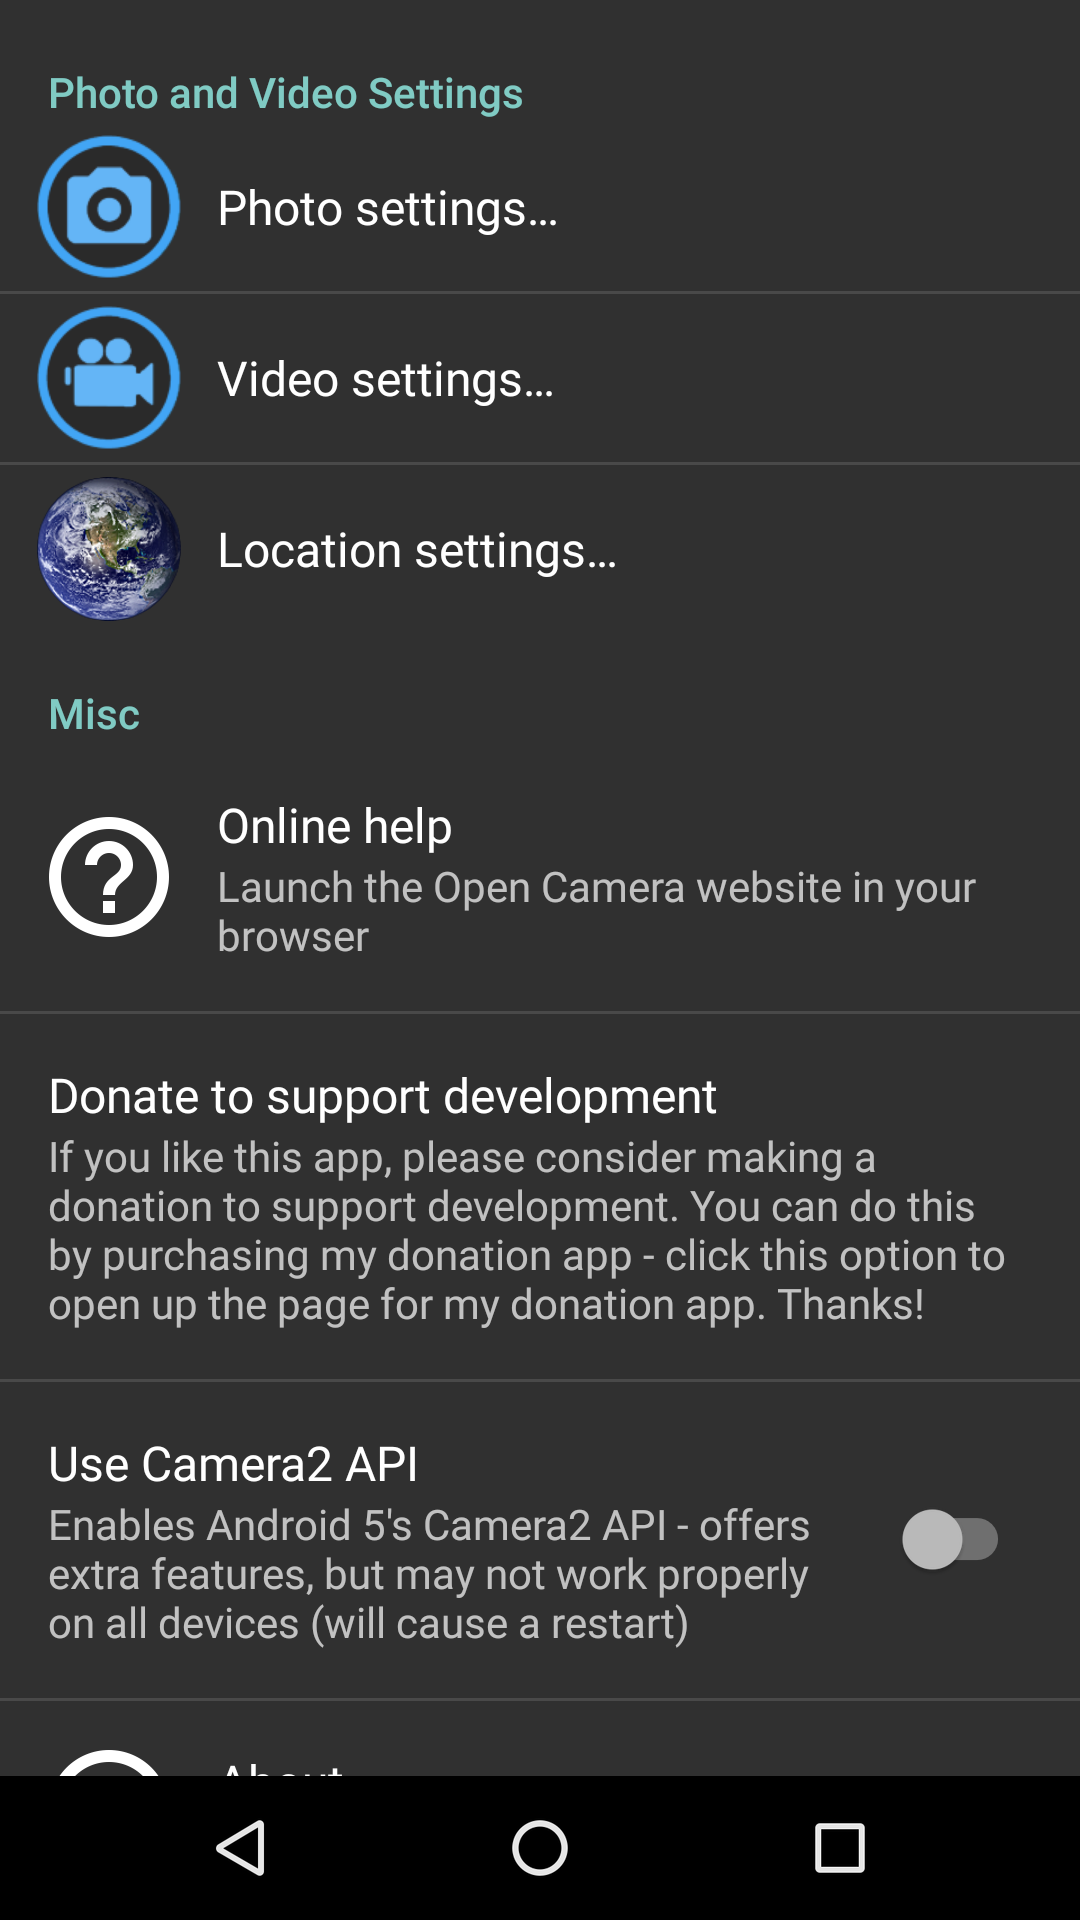 Photo and Video Settings
Photo settings...
Video settings...
Location settings...
Misc
Online help
Launch the Open Camera website in your
browser
Donate to support development
If you like this app, please consider making a
donation to support development. You can do this
by purchasing my donation app - click this option to
open up the page for my donation app. Thanks!
Use Camera2 API
Enables Android 5's Camera2 API - offers
extra features, but may not work properly
on all devices (will cause a restart)
About